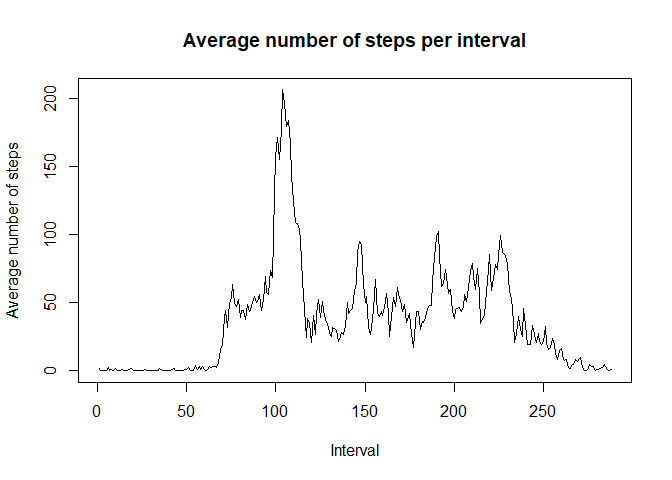 Average number of steps per interval
Average number of steps
200
150
100
50
0
0 50 100 150 200 250
Interval